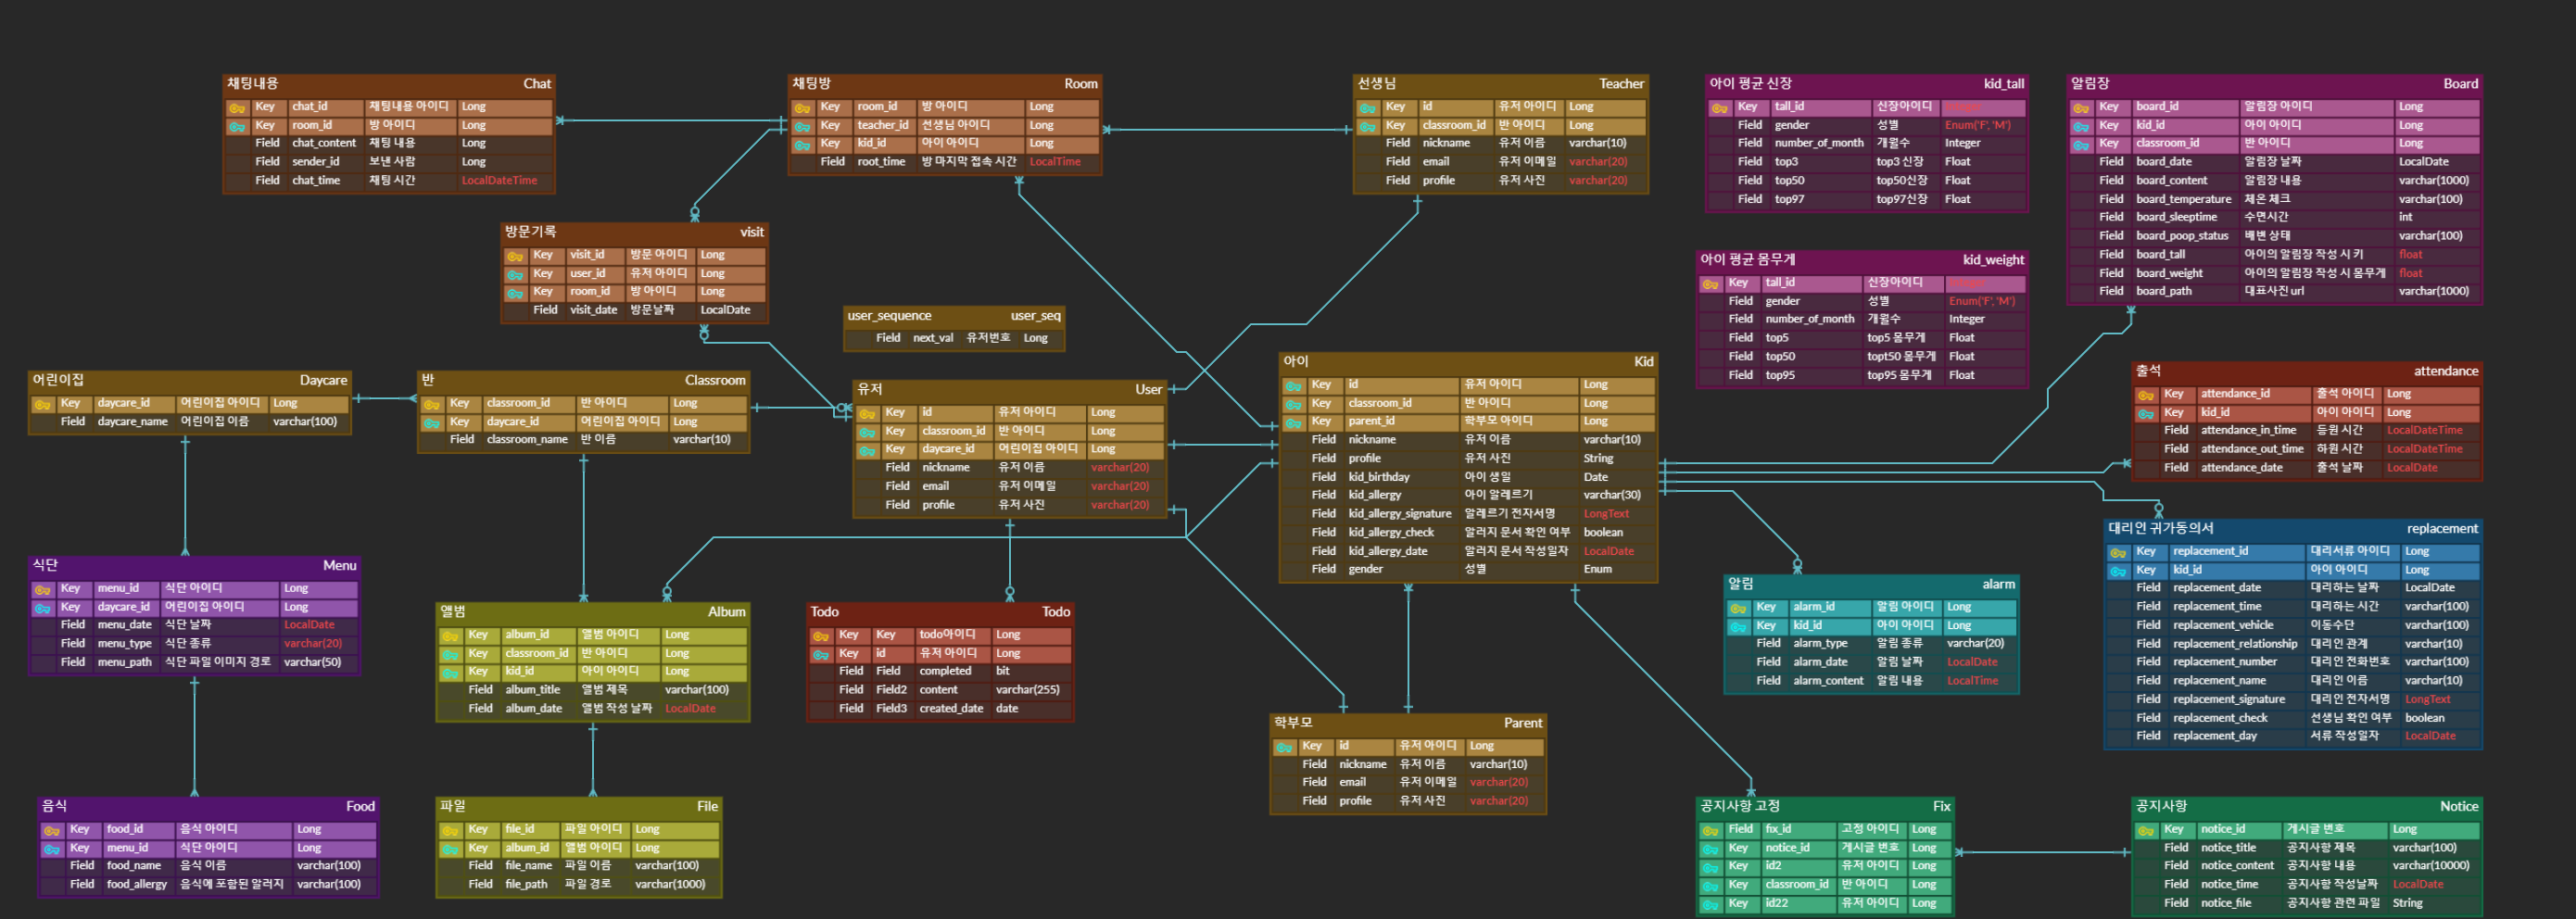 채팅내용 Chat
Key chat_id 채팅내용 아이디 Long
Key room_id 방 아이디 Long
Field chat_content 채팅 내용 Long
Field sender_id 보낸 사람 Long
Field chat_time 채팅 시간 LocalDateTime
채팅방 Room
Key room_id 방 아이디 Long
Key teacher_id 선생님 아이디 Long
Key kid_id 아이 아이디 Long
Field root_time 방 마지막 접속 시간 LocalTime
선생님 Teacher
Key id 유저 아이디 Long
Key classroom_id 반 아이디 Long
Field nickname 유저 이름 varchar(10)
Field email 유저 이메일 varchar(20)
Field profile 유저 사진 varchar(20)
아이 평균 신장 kid_tall
Key tall_id 신장아이디 Integer
Field gender 성별 Enum('F', 'M')
Field number_of_month 개월수 Integer
Field top3 top3 신장 Float
Field top50 top50신장 Float
Field top97 top97신장 Float
알림장 Board
Key board_id 알림장 아이디 Long
Key kid_id 아이 아이디 Long
Key classroom_id 반 아이디 Long
Field board_date 알림장 날짜 LocalDate
Field board_content 알림장 내용 varchar(1000)
Field board_temperature 체온 체크 varchar(100)
Field board_sleeptime 수면시간 int
Field board_poop_status 배변 상태 varchar(100)
Field board_tall 아이의 알림장 작성 시 키 float
Field board_weight 아이의 알림장 작성 시 몸무게 float
Field board_path 대표사진 url varchar(1000)
방문기록 visit
Key visit_id 방문 아이디 Long
Key user_id 유저 아이디 Long
Key room_id 방 아이디 Long
Field visit_date 방문날짜 LocalDate
아이 평균 몸무게 kid_weight
Key tall_id 신장아이디 Integer
Field gender 성별 Enum('F', 'M')
Field number_of_month 개월수 Integer
Field top5 top5 몸무게 Float
Field top50 topt50 몸무게 Float
Field top95 top95 몸무게 Float
user_sequence user_seq
Field next_val 유저번호 Long
어린이집 Daycare
Key daycare_id 어린이집 아이디 Long
Field daycare_name 어린이집 이름 varchar(100)
반 Classroom
Key classroom_id 반 아이디 Long
Key daycare_id 어린이집 아이디 Long
Field classroom_name 반 이름 varchar(10)
유저 User
Key id 유저 아이디 Long
Key classroom_id 반 아이디 Long
Key daycare_id 어린이집 아이디 Long
Field nickname 유저 이름 varchar(20)
Field email 유저 이메일 varchar(20)
Field profile 유저 사진 varchar(20)
아이 Kid
Key id 유저 아이디 Long
Key classroom_id 반 아이디 Long
Key parent_id 학부모 아이디 Long
Field nickname 유저 이름 varchar(10)
Field profile 유저 사진 String
Field kid_birthday 아이 생일 Date
Field kid_allergy 아이 알레르기 varchar(30)
Field kid_allergy_signature 알레르기 전자서명 LongText
Field kid_allergy_check 알러지 문서 확인 여부 boolean
Field kid_allergy_date 알러지 문서 작성일자 LocalDate
Field gender 성별 Enum
출석 attendance
Key attendance_id 출석 아이디 Long
Key kid_id 아이 아이디 Long
Field attendance_in_time 등원 시간 LocalDateTime
Field attendance_out_time 하원 시간 LocalDateTime
Field attendance_date 출석 날짜 LocalDate
대리인 귀가동의서 replacement
Key replacement_id 대리서류 아이디 Long
Key kid_id 아이 아이디 Long
Field replacement_date 대리하는 날짜 LocalDate
Field replacement_time 대리하는 시간 varchar(100)
Field replacement_vehicle 이동수단 varchar(100)
Field replacement_relationship 대리인 관계 varchar(10)
Field replacement_number 대리인 전화번호 varchar(100)
Field replacement_name 대리인 이름 varchar(10)
Field replacement_signature 대리인 전자서명 LongText
Field replacement_check 선생님 확인 여부 boolean
Field replacement_day 서류 작성일자 LocalDate
식단 Menu
Key menu_id 식단 아이디 Long
Key daycare_id 어린이집 아이디 Long
Field menu_date 식단 날짜 LocalDate
Field menu_type 식단 종류 varchar(20)
Field menu_path 식단 파일 이미지 경로 varchar(50)
앨범 Album
Key album_id 앨범 아이디 Long
Key classroom_id 반 아이디 Long
Key kid_id 아이 아이디 Long
Field album_title 앨범 제목 varchar(100)
Field album_date 앨범 작성 날짜 LocalDate
Todo Todo
Key Key todo아이디 Long
Key id 유저 아이디 Long
Field Field completed bit
Field Field2 content varchar(255)
Field Field3 created_date date
알림 alarm
Key alarm_id 알림 아이디 Long
Key kid_id 아이 아이디 Long
Field alarm_type 알림 종류 varchar(20)
Field alarm_date 알림 날짜 LocalDate
Field alarm_content 알림 내용 LocalTime
학부모 Parent
Key id 유저 아이디 Long
Field nickname 유저 이름 varchar(10)
Field email 유저 이메일 varchar(20)
Field profile 유저 사진 varchar(20)
음식 Food
Key food_id 음식 아이디 Long
Key menu_id 식단 아이디 Long
Field food_name 음식 이름 varchar(100)
Field food_allergy 음식에 포함된 알러지 varchar(100)
파일 File
Key file_id 파일 아이디 Long
Key album_id 앨범 아이디 Long
Field file_name 파일 이름 varchar(100)
Field file_path 파일 경로 varchar(1000)
공지사항 고정 Fix
Field fix_id 고정 아이디 Long
Key notice_id 게시글 번호 Long
Key id2 유저 아이디 Long
Key classroom_id 반 아이디 Long
Key id22 유저 아이디 Long
공지사항 Notice
Key notice_id 게시글 번호 Long
Field notice_title 공지사항 제목 varchar(100)
Field notice_content 공지사항 내용 varchar(10000)
Field notice_time 공지사항 작성날짜 LocalDate
Field notice_file 공지사항 관련 파일 String